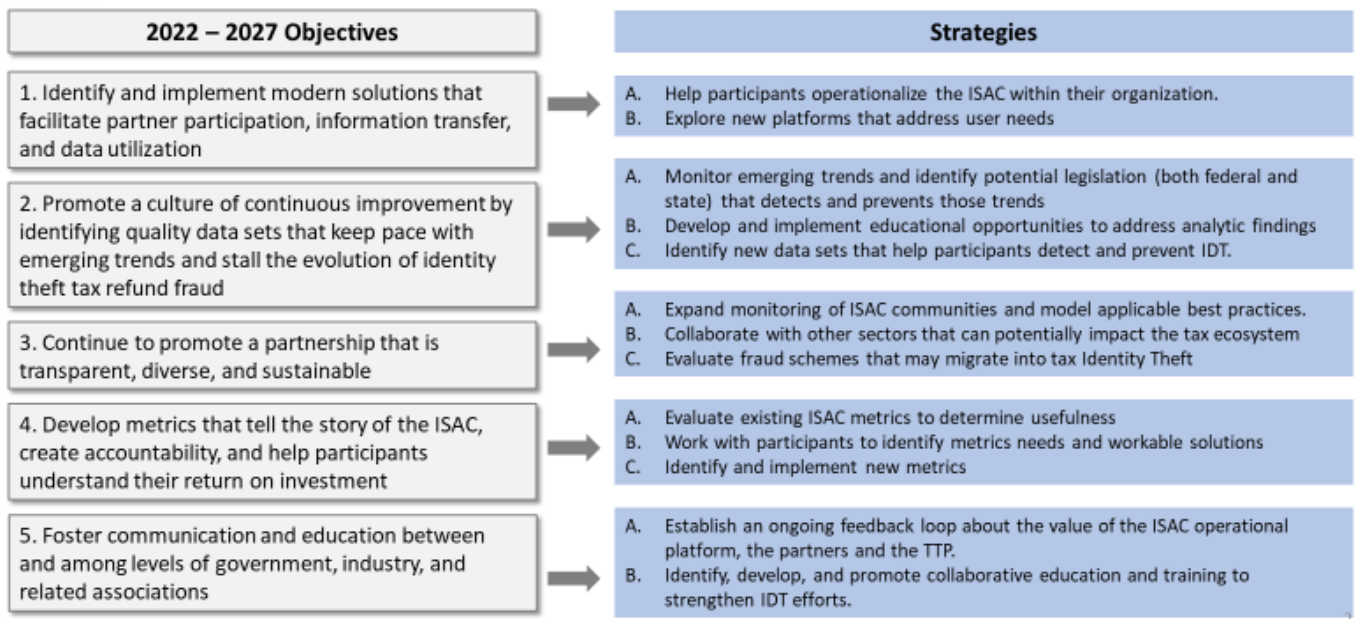 2022 – 2027 Objectives
Strategies
1. Identify and implement modern solutions that
facilitate partner participation, information transfer,
and data utilization
A. Help participants operationalize the ISAC within their organization.
B. Explore new platforms that address user needs
2. Promote a culture of continuous improvement by
identifying quality data sets that keep pace with
emerging trends and stall the evolution of identity
theft tax refund fraud
A. Monitor emerging trends and identify potential legislation (both federal and
state) that detects and prevents those trends
B. Develop and implement educational opportunities to address analytic findings
C. Identify new data sets that help participants detect and prevent IDT.
3. Continue to promote a partnership that is
transparent, diverse, and sustainable
A. Expand monitoring of ISAC communities and model applicable best practices.
B. Collaborate with other sectors that can potentially impact the tax ecosystem
C. Evaluate fraud schemes that may migrate into tax Identity Theft
4. Develop metrics that tell the story of the ISAC,
create accountability, and help participants
understand their return on investment
A. Evaluate existing ISAC metrics to determine usefulness
B. Work with participants to identify metrics needs and workable solutions
C. Identify and implement new metrics
5. Foster communication and education between
and among levels of government, industry, and
related associations
A. Establish an ongoing feedback loop about the value of the ISAC operational
platform, the partners and the TTP.
B. Identify, develop, and promote collaborative education and training to
strengthen IDT efforts.